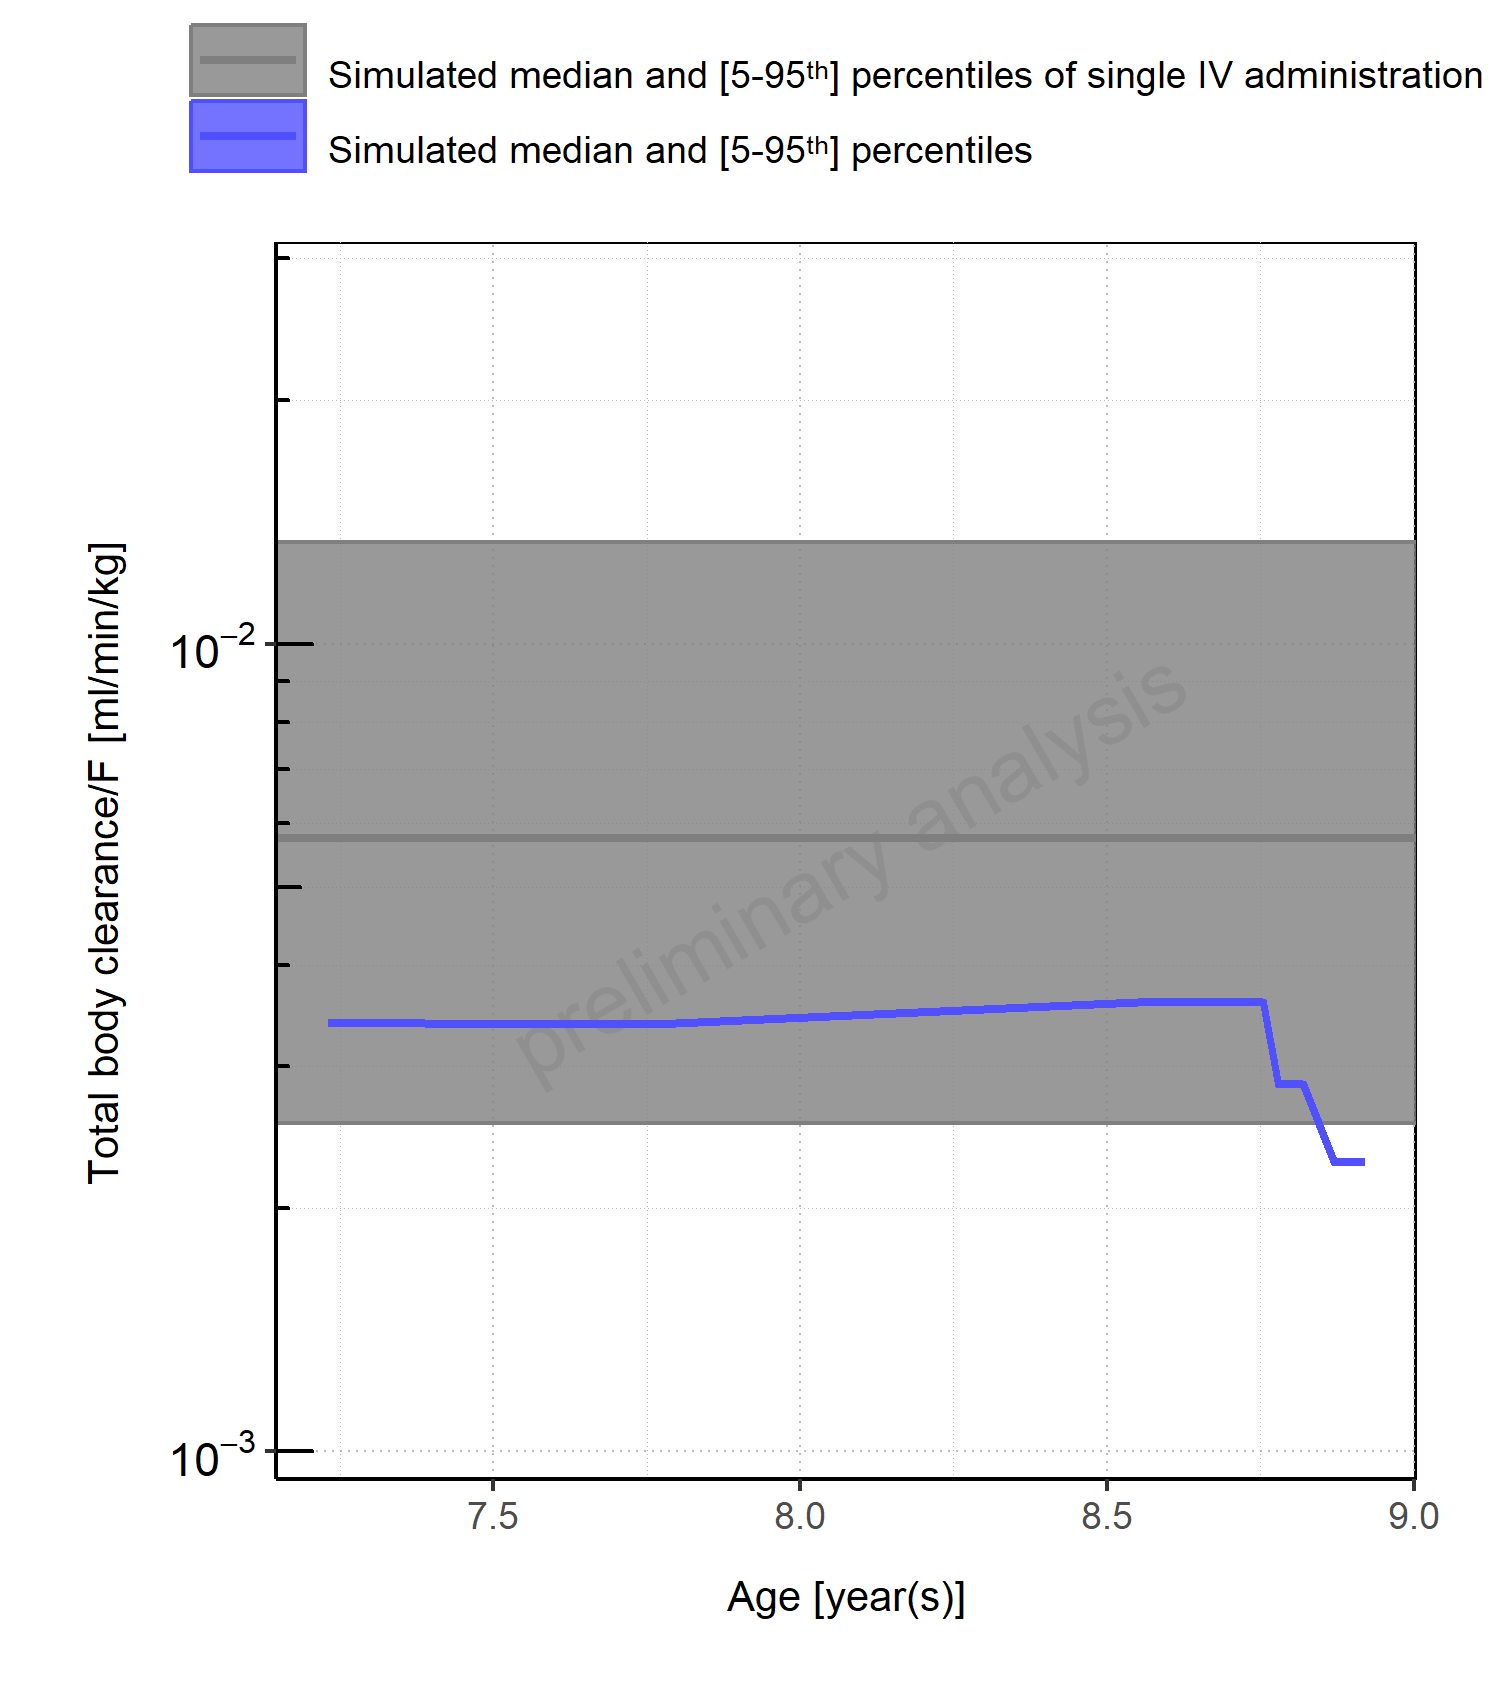 Simulated median and [5-95ᵗʰ] percentiles of single IV administration
Simulated median and [5-95ᵗʰ] percentiles
Total body clearance/F [ml/min/kg]
10⁻²
preliminary analysis
10⁻³
7.5 8.0 8.5 9.0
Age [year(s)]